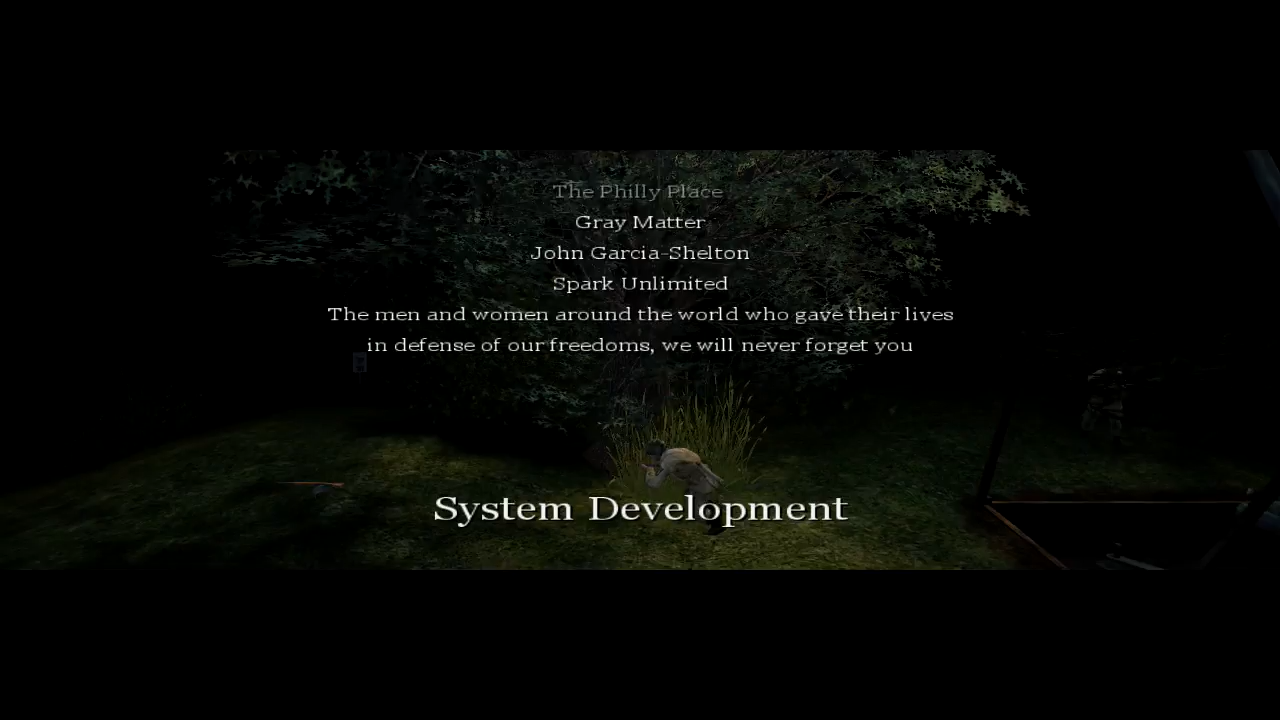 The Philly Place
Gray Matter
John Garcia-Shelton
Spark Unlimited
The men and women around the world who gave their lives
in defense of our freedoms, we will never forget you
System Development